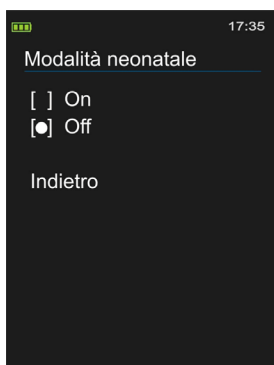 17:35
Modalità neonatale
[ ] On
[●] Off
Indietro